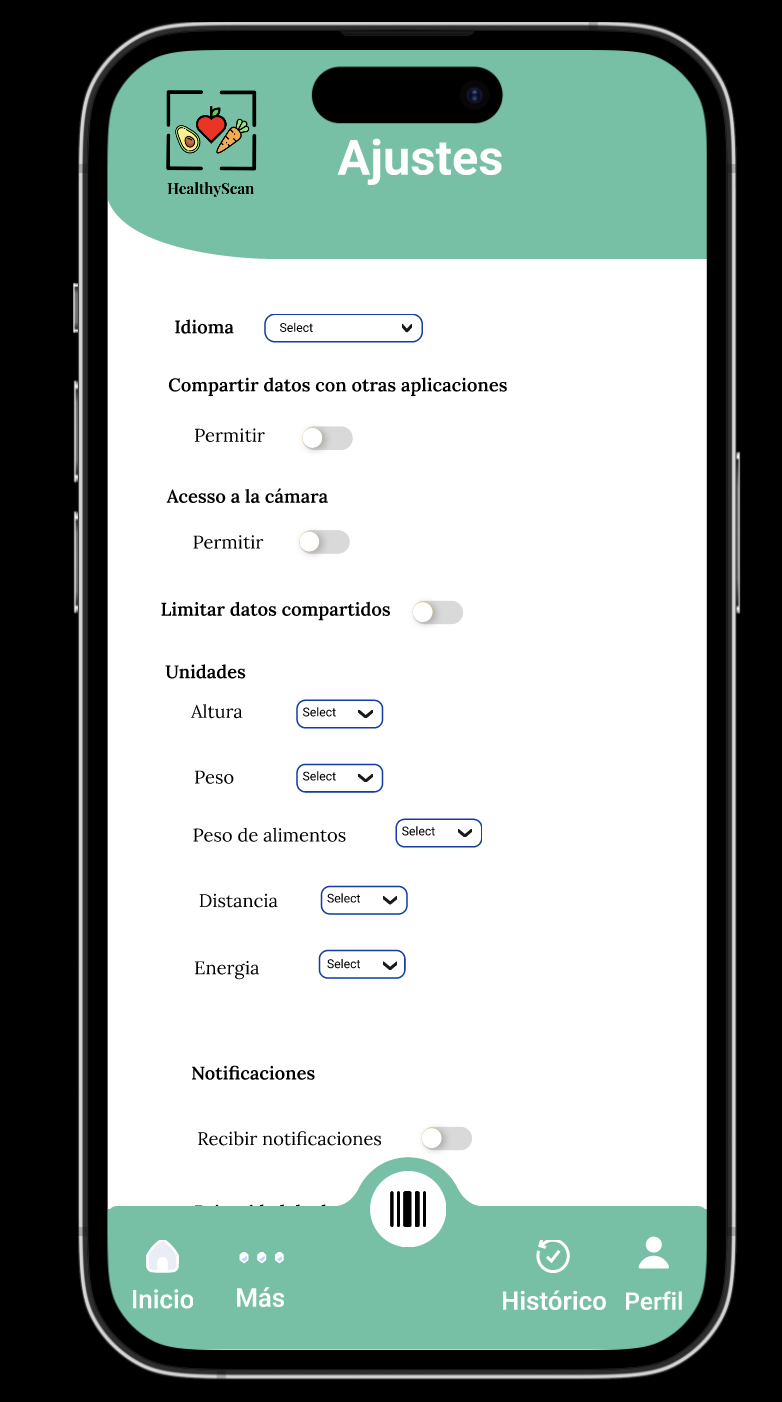 Ajustes
HealthyScan
Idioma Select
Compartir datos con otras aplicaciones
Permitir
Acesso a la cámara
Permitir
Limitar datos compartidos
Unidades
Altura Select
Peso Select
Peso de alimentos Select
Distancia Select
Energia Select
Notificaciones
Recibir notificaciones
Inicio Más Histórico Perfil